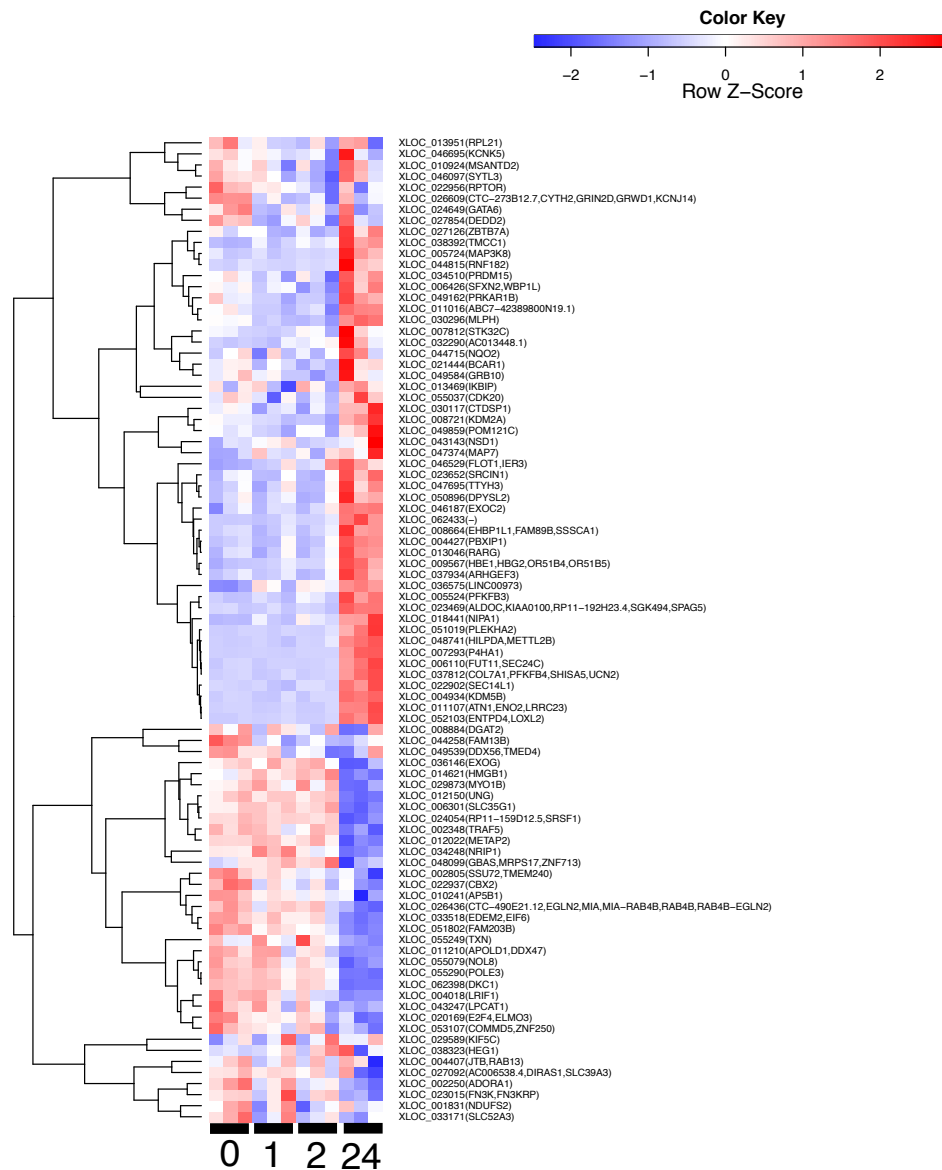 Color Key
−2 −1 0 1 2
Row Z−Score
XLOC_013951(RPL21)
XLOC_046695(KCNK5)
XLOC_010924(MSANTD2)
XLOC_046097(SYTL3)
XLOC_022956(RPTOR)
XLOC_026609(CTC−273B12.7,CYTH2,GRIN2D,GRWD1,KCNJ14)
XLOC_024649(GATA6)
XLOC_027854(DEDD2)
XLOC_027126(ZBTB7A)
XLOC_038392(TMCC1)
XLOC_005724(MAP3K8)
XLOC_044815(RNF182)
XLOC_034510(PRDM15)
XLOC_006426(SFXN2,WBP1L)
XLOC_049162(PRKAR1B)
XLOC_011016(ABC7−42389800N19.1)
XLOC_030296(MLPH)
XLOC_007812(STK32C)
XLOC_032290(AC013448.1)
XLOC_044715(NQO2)
XLOC_021444(BCAR1)
XLOC_049584(GRB10)
XLOC_013469(IKBIP)
XLOC_055037(CDK20)
XLOC_030117(CTDSP1)
XLOC_008721(KDM2A)
XLOC_049859(POM121C)
XLOC_043143(NSD1)
XLOC_047374(MAP7)
XLOC_046529(FLOT1,IER3)
XLOC_023652(SRCIN1)
XLOC_047695(TTYH3)
XLOC_050896(DPYSL2)
XLOC_046187(EXOC2)
XLOC_062433(−)
XLOC_008664(EHBP1L1,FAM89B,SSSCA1)
XLOC_004427(PBXIP1)
XLOC_013046(RARG)
XLOC_009567(HBE1,HBG2,OR51B4,OR51B5)
XLOC_037934(ARHGEF3)
XLOC_036575(LINC00973)
XLOC_005524(PFKFB3)
XLOC_023469(ALDOC,KIAA0100,RP11−192H23.4,SGK494,SPAG5)
XLOC_018441(NIPA1)
XLOC_051019(PLEKHA2)
XLOC_048741(HILPDA,METTL2B)
XLOC_007293(P4HA1)
XLOC_006110(FUT11,SEC24C)
XLOC_037812(COL7A1,PFKFB4,SHISA5,UCN2)
XLOC_022902(SEC14L1)
XLOC_004934(KDM5B)
XLOC_011107(ATN1,ENO2,LRRC23)
XLOC_052103(ENTPD4,LOXL2)
XLOC_008884(DGAT2)
XLOC_044258(FAM13B)
XLOC_049539(DDX56,TMED4)
XLOC_036146(EXOG)
XLOC_014621(HMGB1)
XLOC_029873(MYO1B)
XLOC_012150(UNG)
XLOC_006301(SLC35G1)
XLOC_024054(RP11−159D12.5,SRSF1)
XLOC_002348(TRAF5)
XLOC_012022(METAP2)
XLOC_034248(NRIP1)
XLOC_048099(GBAS,MRPS17,ZNF713)
XLOC_002805(SSU72,TMEM240)
XLOC_022937(CBX2)
XLOC_010241(AP5B1)
XLOC_026436(CTC−490E21.12,EGLN2,MIA,MIA−RAB4B,RAB4B,RAB4B−EGLN2)
XLOC_033518(EDEM2,EIF6)
XLOC_051802(FAM203B)
XLOC_055249(TXN)
XLOC_011210(APOLD1,DDX47)
XLOC_055079(NOL8)
XLOC_055290(POLE3)
XLOC_062398(DKC1)
XLOC_004018(LRIF1)
XLOC_043247(LPCAT1)
XLOC_020169(E2F4,ELMO3)
XLOC_053107(COMMD5,ZNF250)
XLOC_029589(KIF5C)
XLOC_038323(HEG1)
XLOC_004407(JTB,RAB13)
XLOC_027092(AC006538.4,DIRAS1,SLC39A3)
XLOC_002250(ADORA1)
XLOC_023015(FN3K,FN3KRP)
XLOC_001831(NDUFS2)
XLOC_033171(SLC52A3)
0 1 2 24